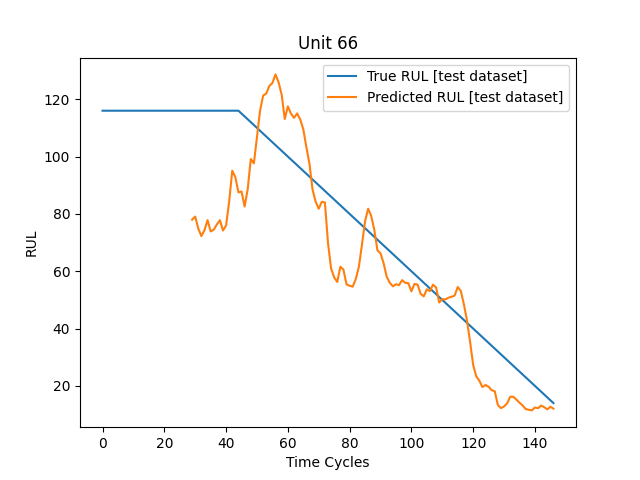 Unit 66
True RUL [test dataset]
Predicted RUL [test dataset]
120
100
80
60
40
20
RUL
0 20 40 60 80 100 120 140
Time Cycles